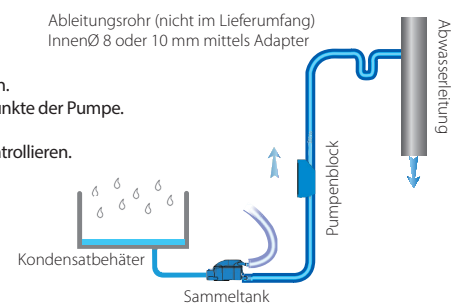 Ableitungsrohr (nicht im Lieferumfang)
InnenØ 8 oder 10 mm mittels Adapter
n.
nkte der Pumpe.
trollieren.
Abwasserleitung
Pumpenblock
Kondensatbehäter
Sammeltank